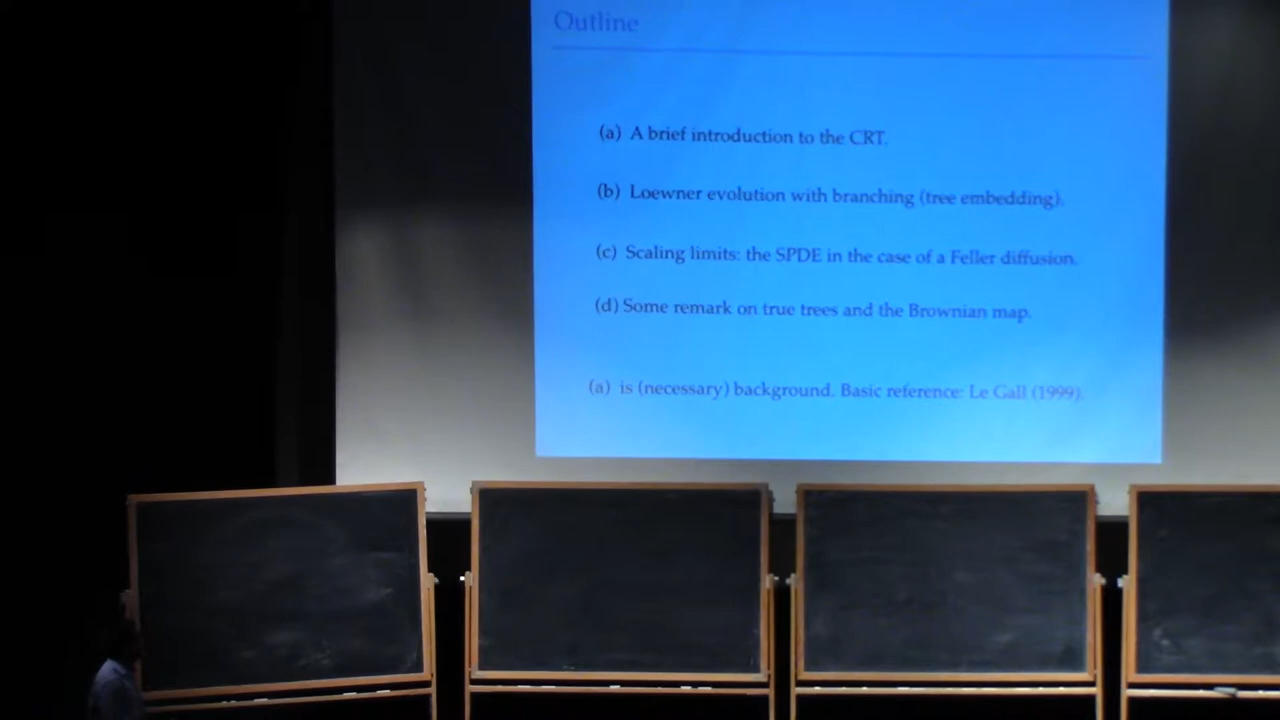 Outline
(a) A brief introduction to the CRT.
(b) Loewner evolution with branching (tree embedding).
(c) Scaling limits: the SPDE in the case of a Feller diffusion.
(d) Some remark on true trees and the Brownian map.
(a) is (necessary) background. Basic reference: Le Gall (1999).